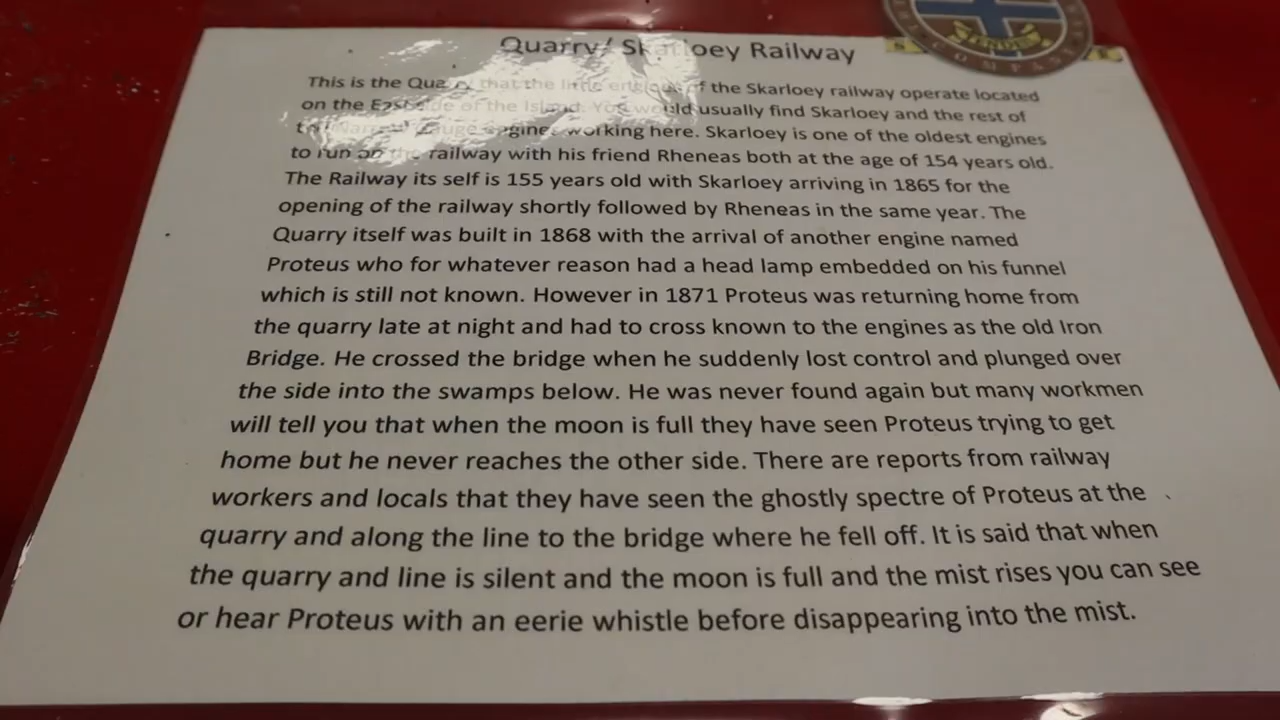 Quarry/ Skarloey Railway
This is the Quarry that the little engines of the Skarloey railway operate located
on the East side of the Island. You would usually find Skarloey and the rest of
the Narrow Gauge engines working here. Skarloey is one of the oldest engines
to run on the railway with his friend Rheneas both at the age of 154 years old.
The Railway its self is 155 years old with Skarloey arriving in 1865 for the
opening of the railway shortly followed by Rheneas in the same year. The
Quarry itself was built in 1868 with the arrival of another engine named
Proteus who for whatever reason had a head lamp embedded on his funnel
which is still not known. However in 1871 Proteus was returning home from
the quarry late at night and had to cross known to the engines as the old Iron
Bridge. He crossed the bridge when he suddenly lost control and plunged over
the side into the swamps below. He was never found again but many workmen
will tell you that when the moon is full they have seen Proteus trying to get
home but he never reaches the other side. There are reports from railway
workers and locals that they have seen the ghostly spectre of Proteus at the
quarry and along the line to the bridge where he fell off. It is said that when
the quarry and line is silent and the moon is full and the mist rises you can see
or hear Proteus with an eerie whistle before disappearing into the mist.